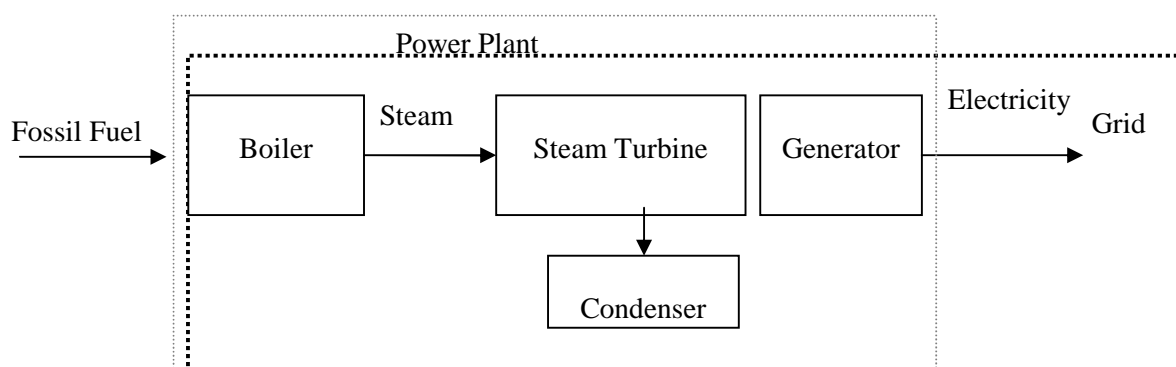 Power Plant
Fossil Fuel
Boiler
Steam
Steam Turbine
Generator
Electricity
Grid
Condenser